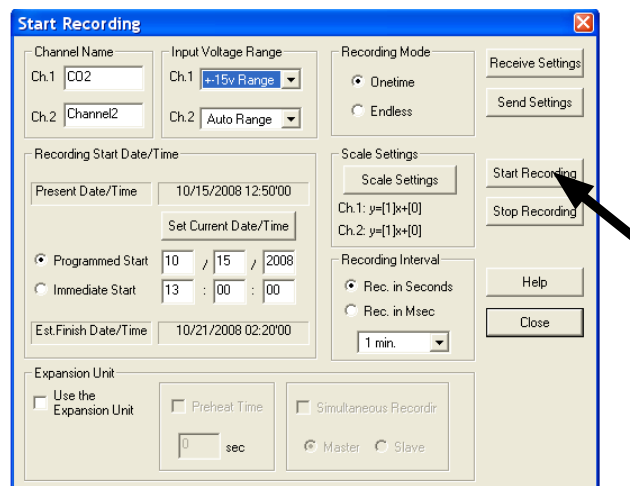 Start Recording
Channel Name
Ch.1 CO2
Ch.2 Channel2
Input Voltage Range
Ch.1 +-15v Range
Ch.2 Auto Range
Recording Mode
Onetime
Endless
Receive Settings
Send Settings
Recording Start Date/Time
Present Date/Time 10/15/2008 12:50'00
Set Current Date/Time
Programmed Start 10 / 15 / 2008
Immediate Start 13 : 00 : 00
Est.Finish Date/Time 10/21/2008 02:20'00
Scale Settings
Scale Settings
Ch.1: y=[1]x+[0]
Ch.2: y=[1]x+[0]
Recording Interval
Rec. in Seconds
Rec. in Msec
1 min.
Start Recording
Stop Recording
Help
Close
Expansion Unit
Use the
Expansion Unit
Preheat Time
0 sec
Simultaneous Recordir
Master Slave